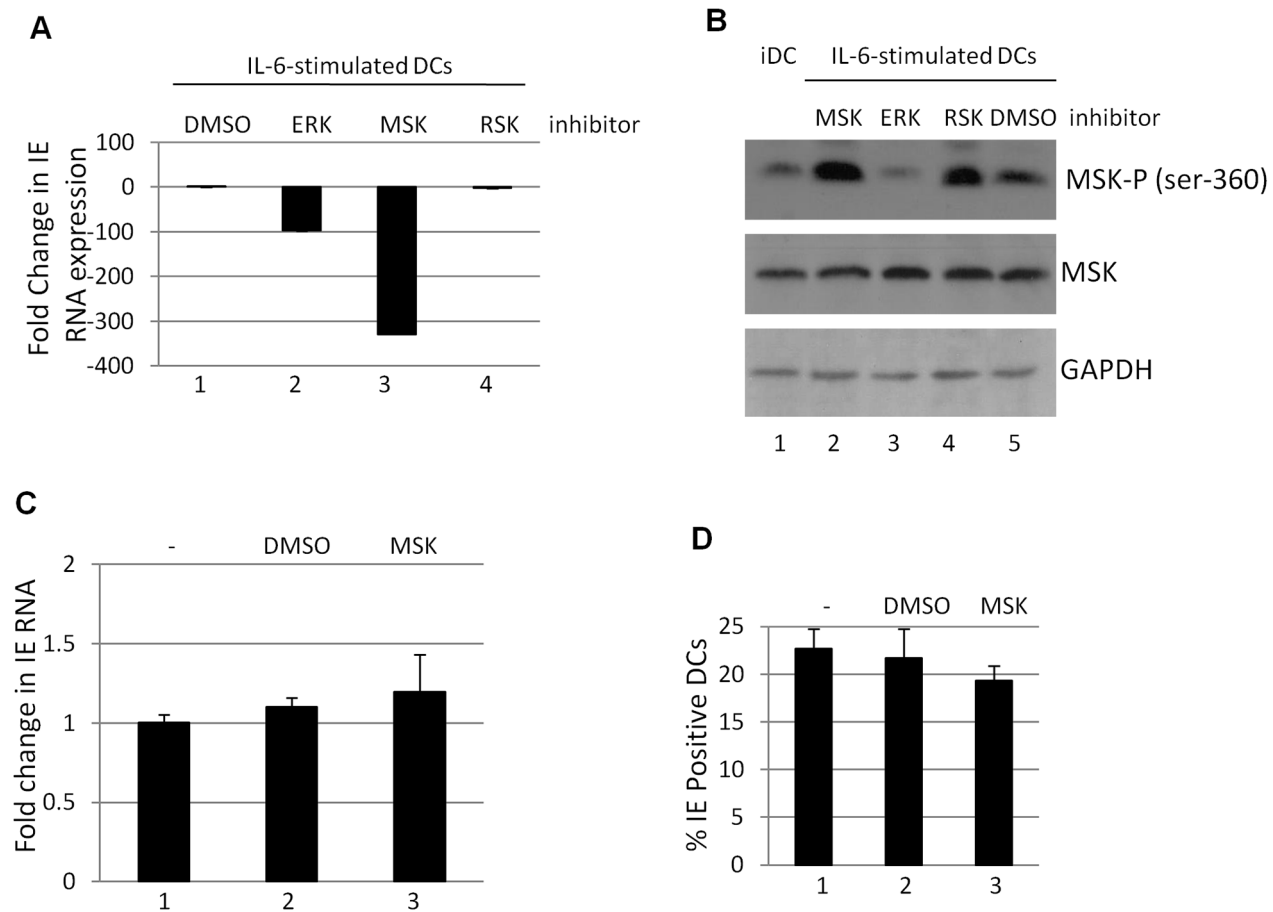 A
IL-6-stimulated DCs
DMSO ERK MSK RSK inhibitor
Fold Change in IE
RNA expression
100
0
-100
-200
-300
-400
1 2 3 4
B
iDC IL-6-stimulated DCs
MSK ERK RSK DMSO inhibitor
MSK-P (ser-360)
MSK
GAPDH
1 2 3 4 5
C
- DMSO MSK
Fold change in IE RNA
2
1.5
1
0.5
0
1 2 3
D
- DMSO MSK
% IE Positive DCs
25
20
15
10
5
0
1 2 3